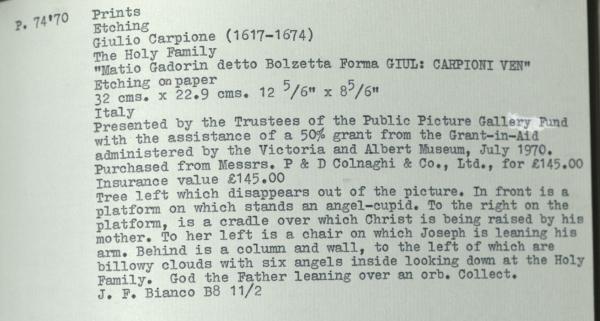 P. 74'70
Prints
Etching
Giulio Carpione (1617-1674)
The Holy Family
"Matio Gadorin detto Bolzetta Forma GIUL: CARPIONI VEN"
Etching on paper
32 cms. x 22.9 cms. 12 5/6" x 8 5/6"
Italy
Presented by the Trustees of the Public Picture Gallery Fund
with the assistance of a 50% grant from the Grant-in-Aid
administered by the Victoria and Albert Museum, July 1970.
Purchased from Messrs. P & D Colnaghi & Co., Ltd., for £145.00
Insurance value £145.00
Tree left which disappears out of the picture. In front is a
platform on which stands an angel-cupid. To the right on the
platform, is a cradle over which Christ is being raised by his
mother. To her left is a chair on which Joseph is leaning his
arm. Behind is a column and wall, to the left of which are
billowy clouds with six angels inside looking down at the Holy
Family. God the Father leaning over an orb. Collect.
J. F. Bianco B8 11/2